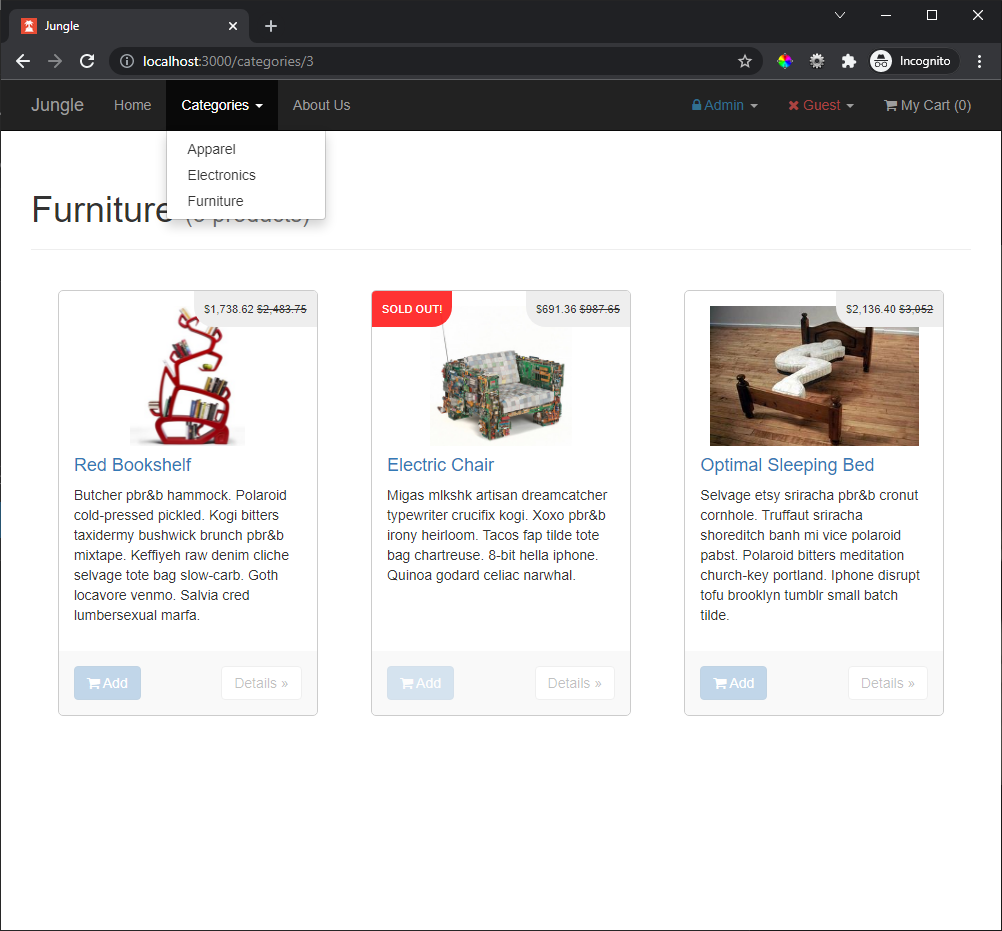 Jungle
localhost:3000/categories/3
Incognito
Jungle Home Categories About Us Admin Guest My Cart (0)
Apparel
Electronics
Furniture
Furniture
$1,738.62 $2,483.75
SOLD OUT!
$691.36 $987.65
$2,136.40 $3,052
Red Bookshelf
Butcher pbr&b hammock. Polaroid
cold-pressed pickled. Kogi bitters
taxidermy bushwick brunch pbr&b
mixtape. Keffiyeh raw denim cliche
selvage tote bag slow-carb. Goth
locavore venmo. Salvia cred
lumbersexual marfa.
Add Details »
Electric Chair
Migas mlkshk artisan dreamcatcher
typewriter crucifix kogi. Xoxo pbr&b
irony heirloom. Tacos fap tilde tote
bag chartreuse. 8-bit hella iphone.
Quinoa godard celiac narwhal.
Add Details »
Optimal Sleeping Bed
Selvage etsy sriracha pbr&b cronut
cornhole. Truffaut sriracha
shoreditch banh mi vice polaroid
pabst. Polaroid bitters meditation
church-key portland. Iphone disrupt
tofu brooklyn tumblr small batch
tilde.
Add Details »